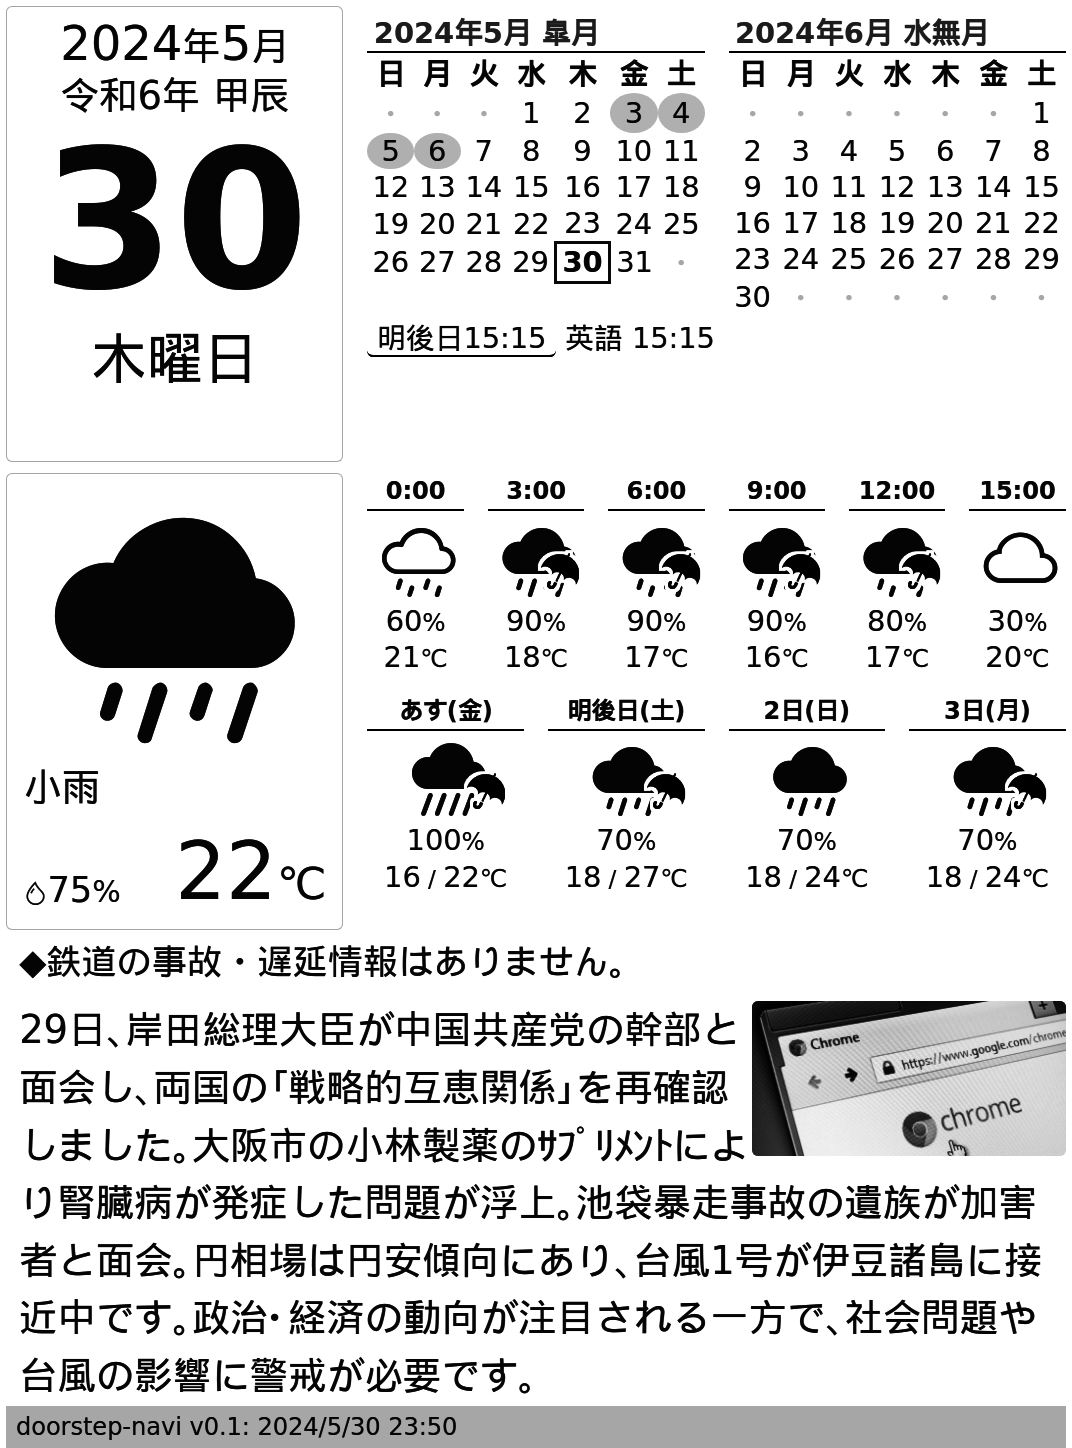 2024年5月
令和6年 甲辰
30
木曜日
2024年5月 皐月
日 月 火 水 木 金 土
・ ・ ・ 1 2 3 4
5 6 7 8 9 10 11
12 13 14 15 16 17 18
19 20 21 22 23 24 25
26 27 28 29 30 31 ・
2024年6月 水無月
日 月 火 水 木 金 土
・ ・ ・ ・ ・ ・ 1
2 3 4 5 6 7 8
9 10 11 12 13 14 15
16 17 18 19 20 21 22
23 24 25 26 27 28 29
30 ・ ・ ・ ・ ・ ・
明後日15:15 英語 15:15
小雨
75% 22℃
0:00 3:00 6:00 9:00 12:00 15:00
60% 90% 90% 90% 80% 30%
21℃ 18℃ 17℃ 16℃ 17℃ 20℃
あす(金) 明後日(土) 2日(日) 3日(月)
100% 70% 70% 70%
16 / 22℃ 18 / 27℃ 18 / 24℃ 18 / 24℃
◆鉄道の事故・遅延情報はありません。
29日、岸田総理大臣が中国共産党の幹部と
面会し、両国の「戦略的互恵関係」を再確認
しました。大阪市の小林製薬のｻﾌﾟﾘﾒﾝﾄによ
り腎臓病が発症した問題が浮上。池袋暴走事故の遺族が加害
者と面会。円相場は円安傾向にあり、台風1号が伊豆諸島に接
近中です。政治・経済の動向が注目される一方で、社会問題や
台風の影響に警戒が必要です。
Chrome
+
https://www.google.com/chrome
chrome
doorstep-navi v0.1: 2024/5/30 23:50